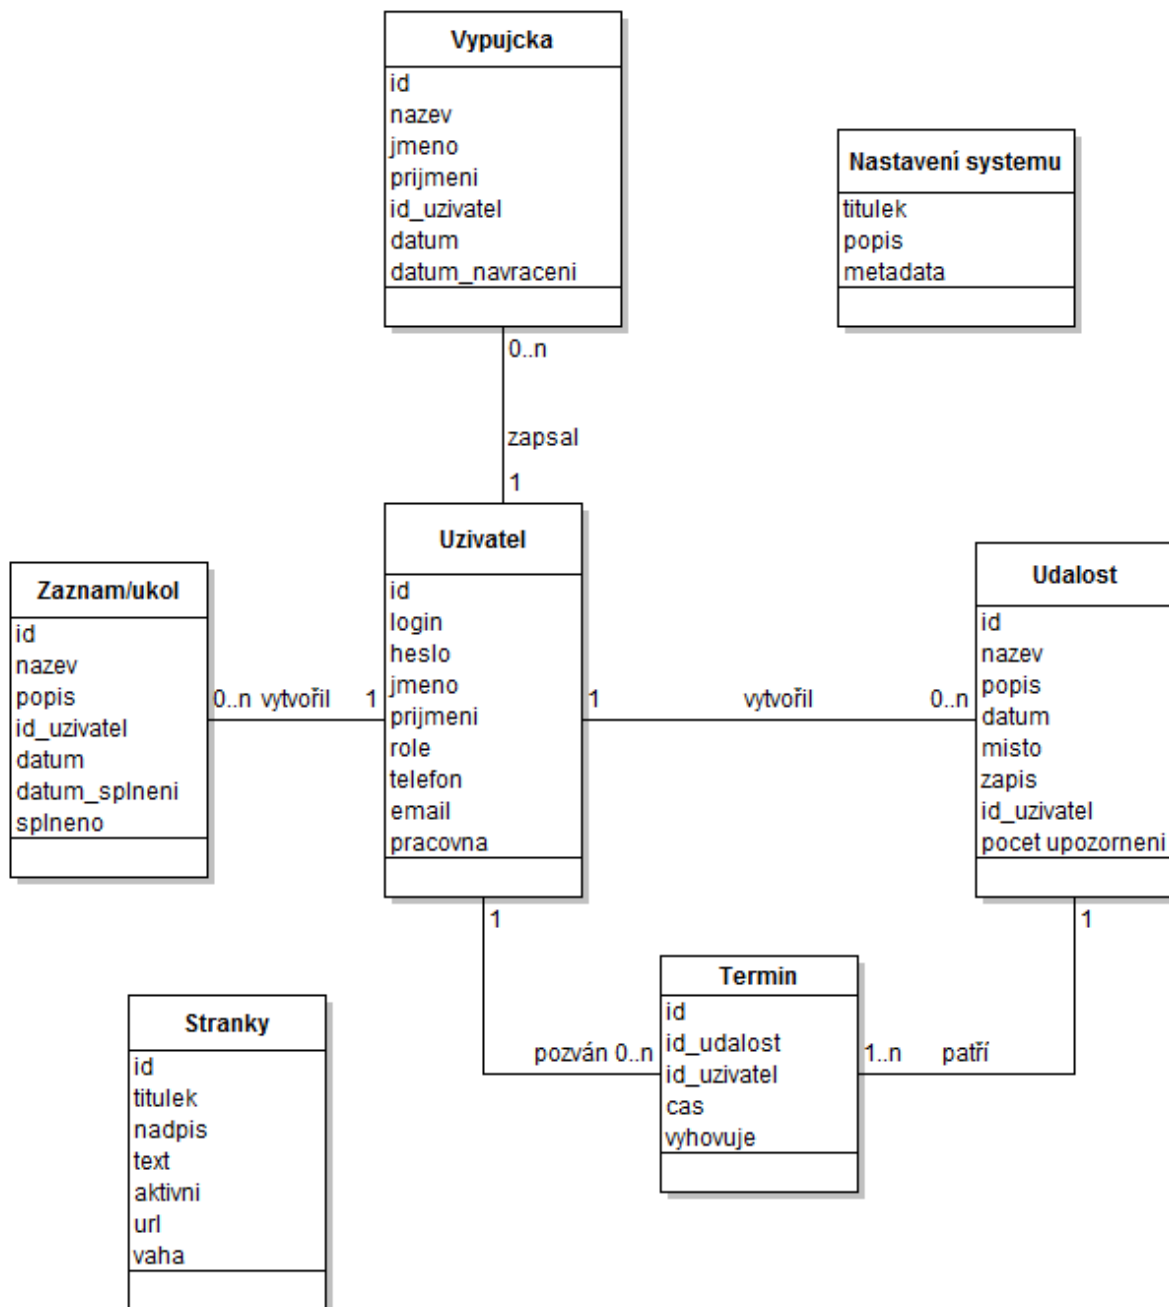 Vypujcka
id
nazev
jmeno
prijmeni
id_uzivatel
datum
datum_navraceni
Nastavení systemu
titulek
popis
metadata
0..n
zapsal
1
Uzivatel
id
login
heslo
jmeno
prijmeni
role
telefon
email
pracovna
Zaznam/ukol
id
nazev
popis
id_uzivatel
datum
datum_splneni
splneno
0..n vytvořil 1
1 vytvořil 0..n
Udalost
id
nazev
popis
datum
misto
zapis
id_uzivatel
pocet upozorneni
1
1
Termin
id
id_udalost
id_uzivatel
cas
vyhovuje
pozván 0..n
1..n patří
Stranky
id
titulek
nadpis
text
aktivni
url
vaha